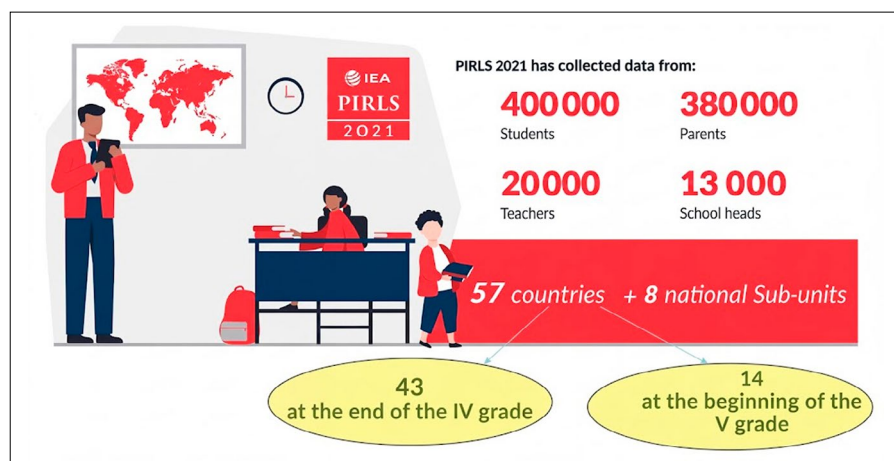 IEA
PIRLS
2021
PIRLS 2021 has collected data from:
400000 380000
Students Parents
20000 13 000
Teachers School heads
57 countries + 8 national Sub-units
43
at the end of the IV grade
14
at the beginning of the
V grade